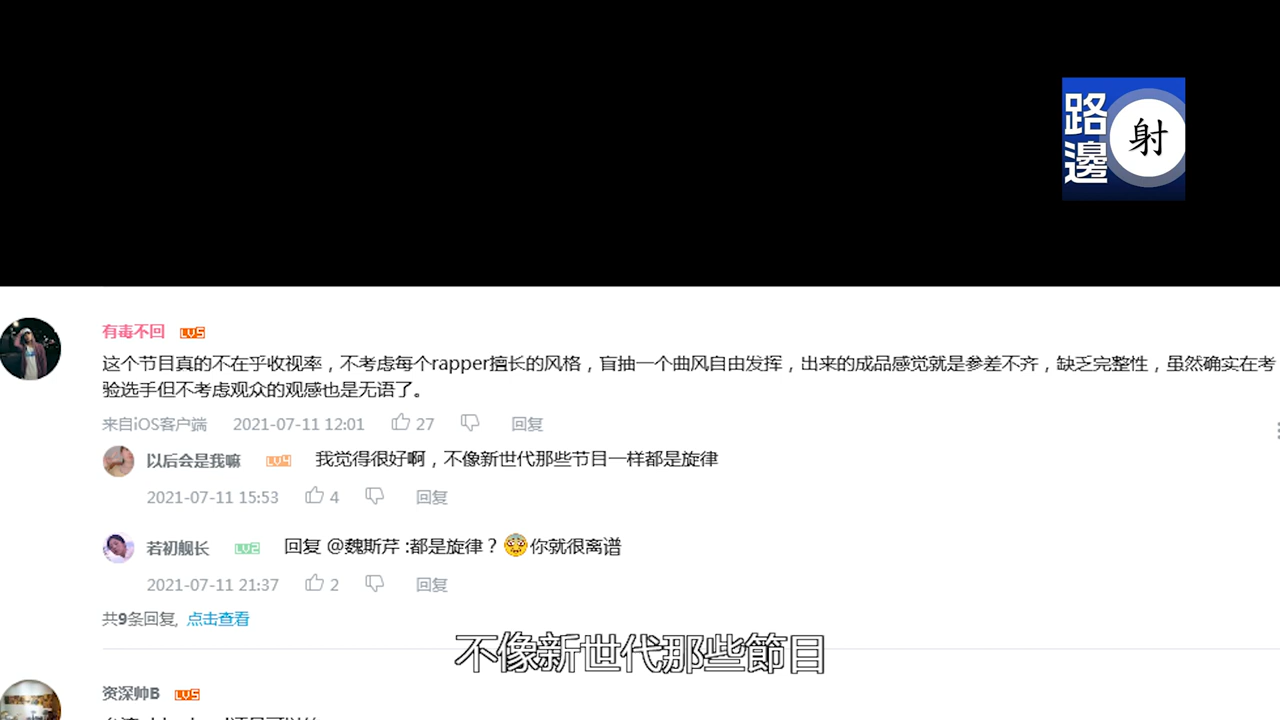 路邊
射
有毒不回 LV5
这个节目真的不在乎收视率，不考虑每个rapper擅长的风格，盲抽一个曲风自由发挥，出来的成品感觉就是参差不齐，缺乏完整性，虽然确实在考
验选手但不考虑观众的观感也是无语了。
来自iOS客户端 2021-07-11 12:01 27 回复
以后会是我嘛 LV4 我觉得很好啊，不像新世代那些节目一样都是旋律
2021-07-11 15:53 4 回复
若初舰长 LV2 回复 @魏斯芹 :都是旋律？ 你就很离谱
2021-07-11 21:37 2 回复
共9条回复, 点击查看
不像新世代那些節目
资深帅B LV5